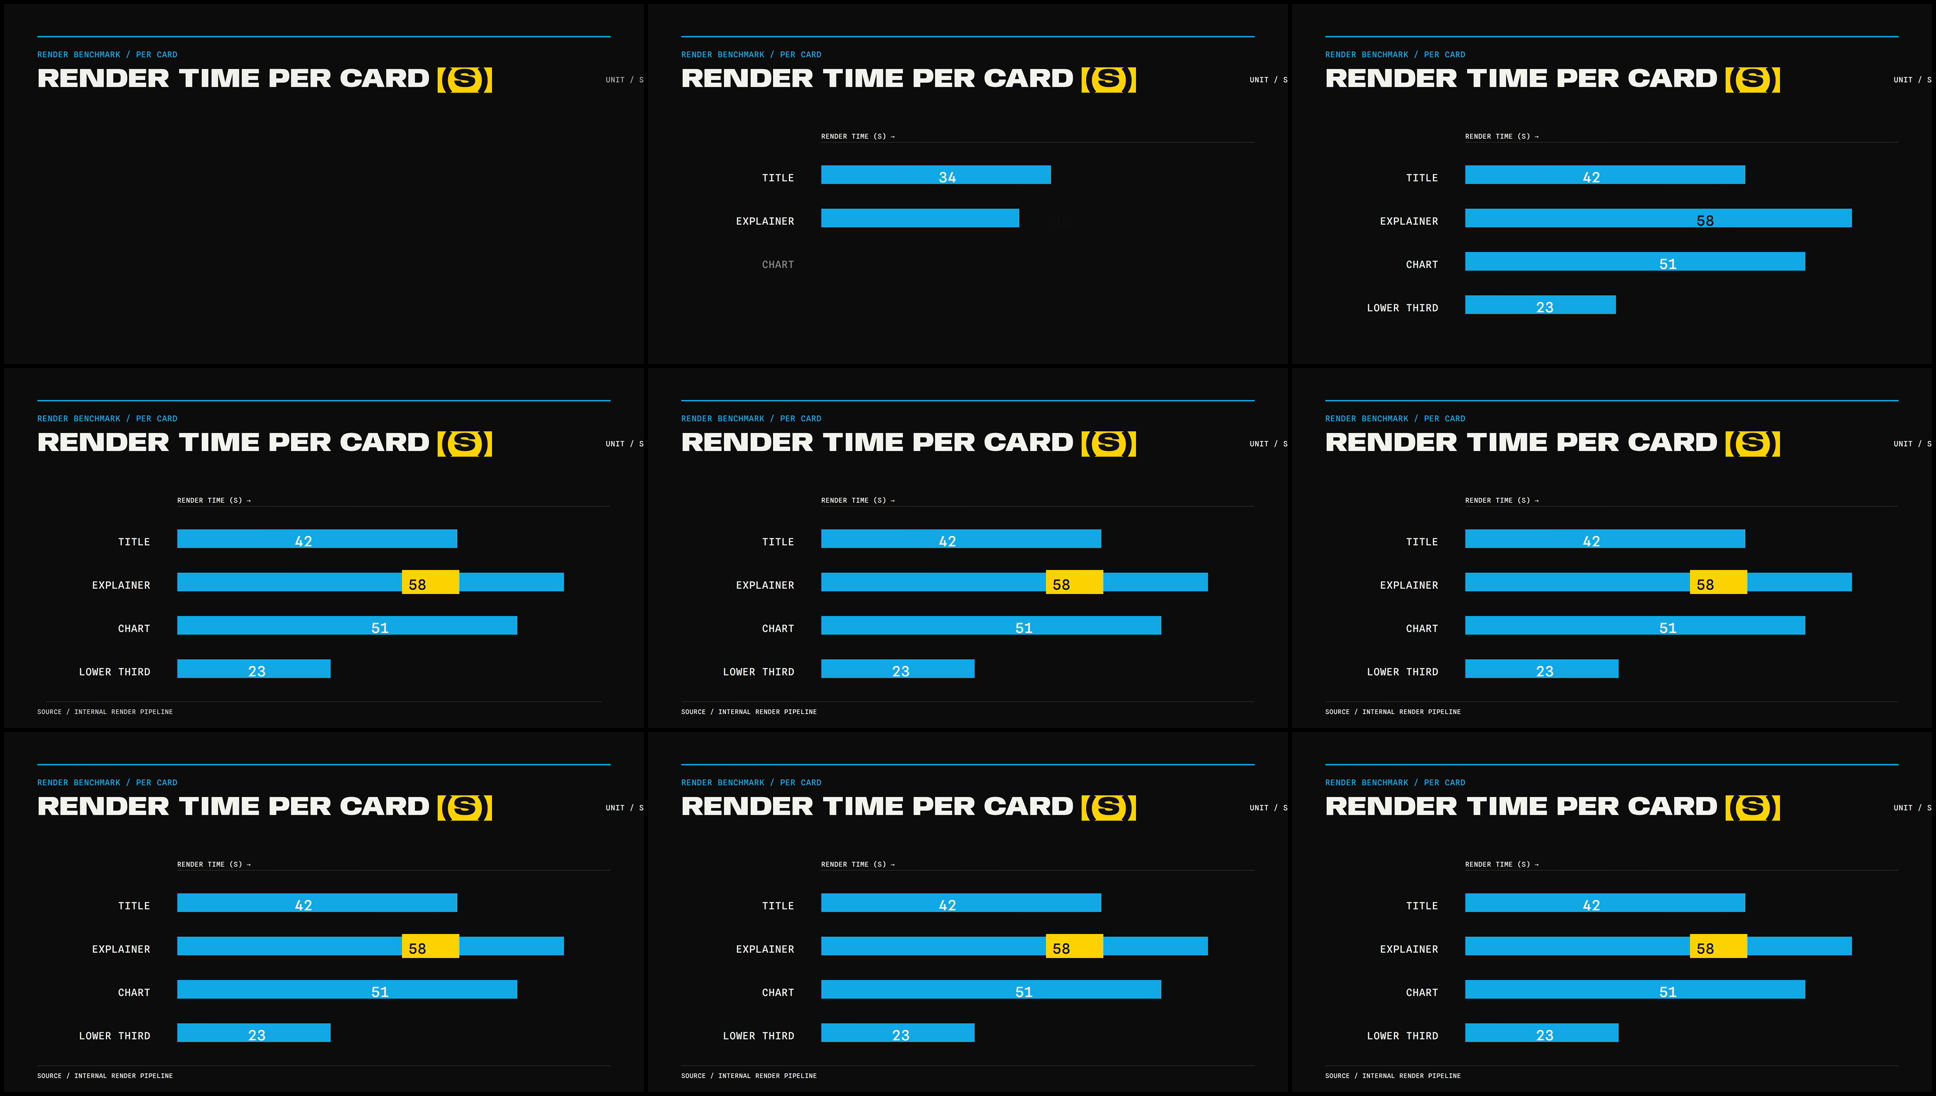 RENDER BENCHMARK / PER CARD
RENDER TIME PER CARD (S)
UNIT / S
RENDER BENCHMARK / PER CARD
RENDER TIME PER CARD (S)
UNIT / S
RENDER TIME (S) →
TITLE 34
EXPLAINER
CHART
RENDER BENCHMARK / PER CARD
RENDER TIME PER CARD (S)
UNIT / S
RENDER TIME (S) →
TITLE 42
EXPLAINER 58
CHART 51
LOWER THIRD 23
RENDER BENCHMARK / PER CARD
RENDER TIME PER CARD (S)
UNIT / S
RENDER TIME (S) →
TITLE 42
EXPLAINER 58
CHART 51
LOWER THIRD 23
SOURCE / INTERNAL RENDER PIPELINE
RENDER BENCHMARK / PER CARD
RENDER TIME PER CARD (S)
UNIT / S
RENDER TIME (S) →
TITLE 42
EXPLAINER 58
CHART 51
LOWER THIRD 23
SOURCE / INTERNAL RENDER PIPELINE
RENDER BENCHMARK / PER CARD
RENDER TIME PER CARD (S)
UNIT / S
RENDER TIME (S) →
TITLE 42
EXPLAINER 58
CHART 51
LOWER THIRD 23
SOURCE / INTERNAL RENDER PIPELINE
RENDER BENCHMARK / PER CARD
RENDER TIME PER CARD (S)
UNIT / S
RENDER TIME (S) →
TITLE 42
EXPLAINER 58
CHART 51
LOWER THIRD 23
SOURCE / INTERNAL RENDER PIPELINE
RENDER BENCHMARK / PER CARD
RENDER TIME PER CARD (S)
UNIT / S
RENDER TIME (S) →
TITLE 42
EXPLAINER 58
CHART 51
LOWER THIRD 23
SOURCE / INTERNAL RENDER PIPELINE
RENDER BENCHMARK / PER CARD
RENDER TIME PER CARD (S)
UNIT / S
RENDER TIME (S) →
TITLE 42
EXPLAINER 58
CHART 51
LOWER THIRD 23
SOURCE / INTERNAL RENDER PIPELINE